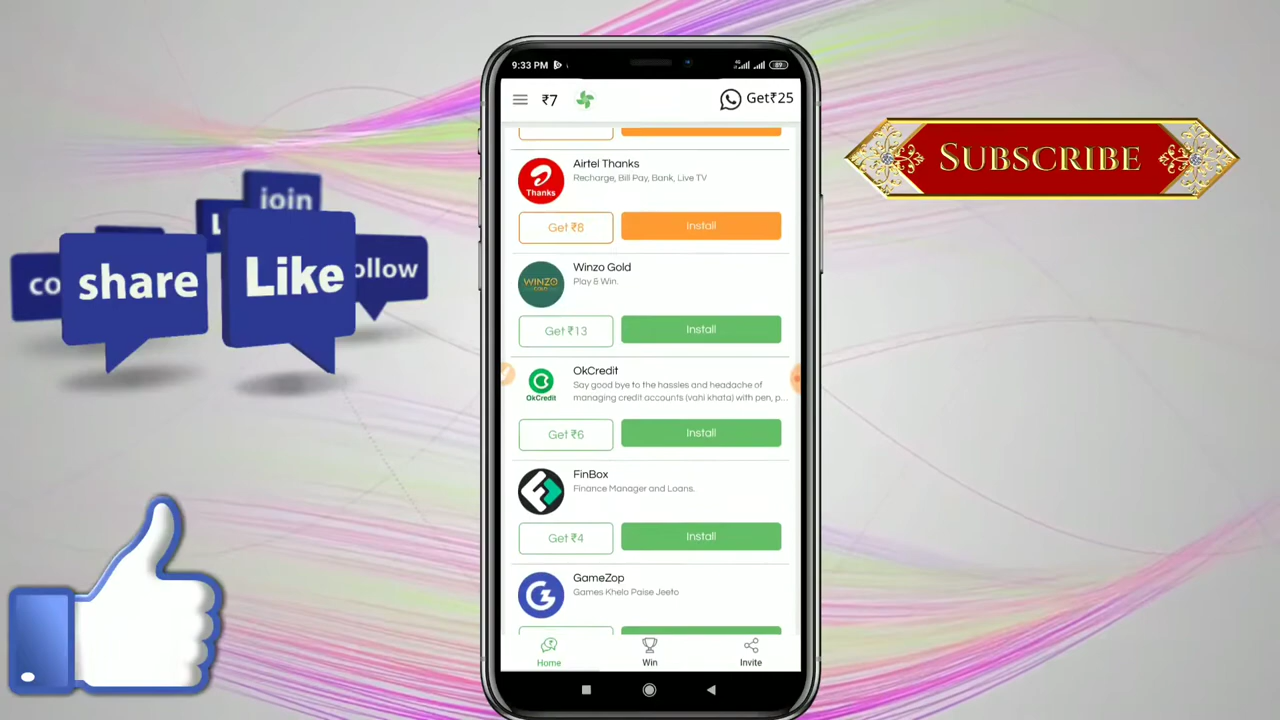 9:33 PM
4G
89
₹7
Get₹25
Airtel Thanks
Recharge, Bill Pay, Bank, Live TV
Thanks
Get ₹8
Install
Winzo Gold
Play & Win.
WINZO
GOLD
Get ₹13
Install
OkCredit
Say good bye to the hassles and headache of
managing credit accounts (vahi khata) with pen, p...
OkCredit
Get ₹6
Install
FinBox
Finance Manager and Loans.
Get ₹4
Install
GameZop
Games Khelo Paise Jeeto
Home
Win
Invite
join
L
co
share
Like
ollow
SUBSCRIBE